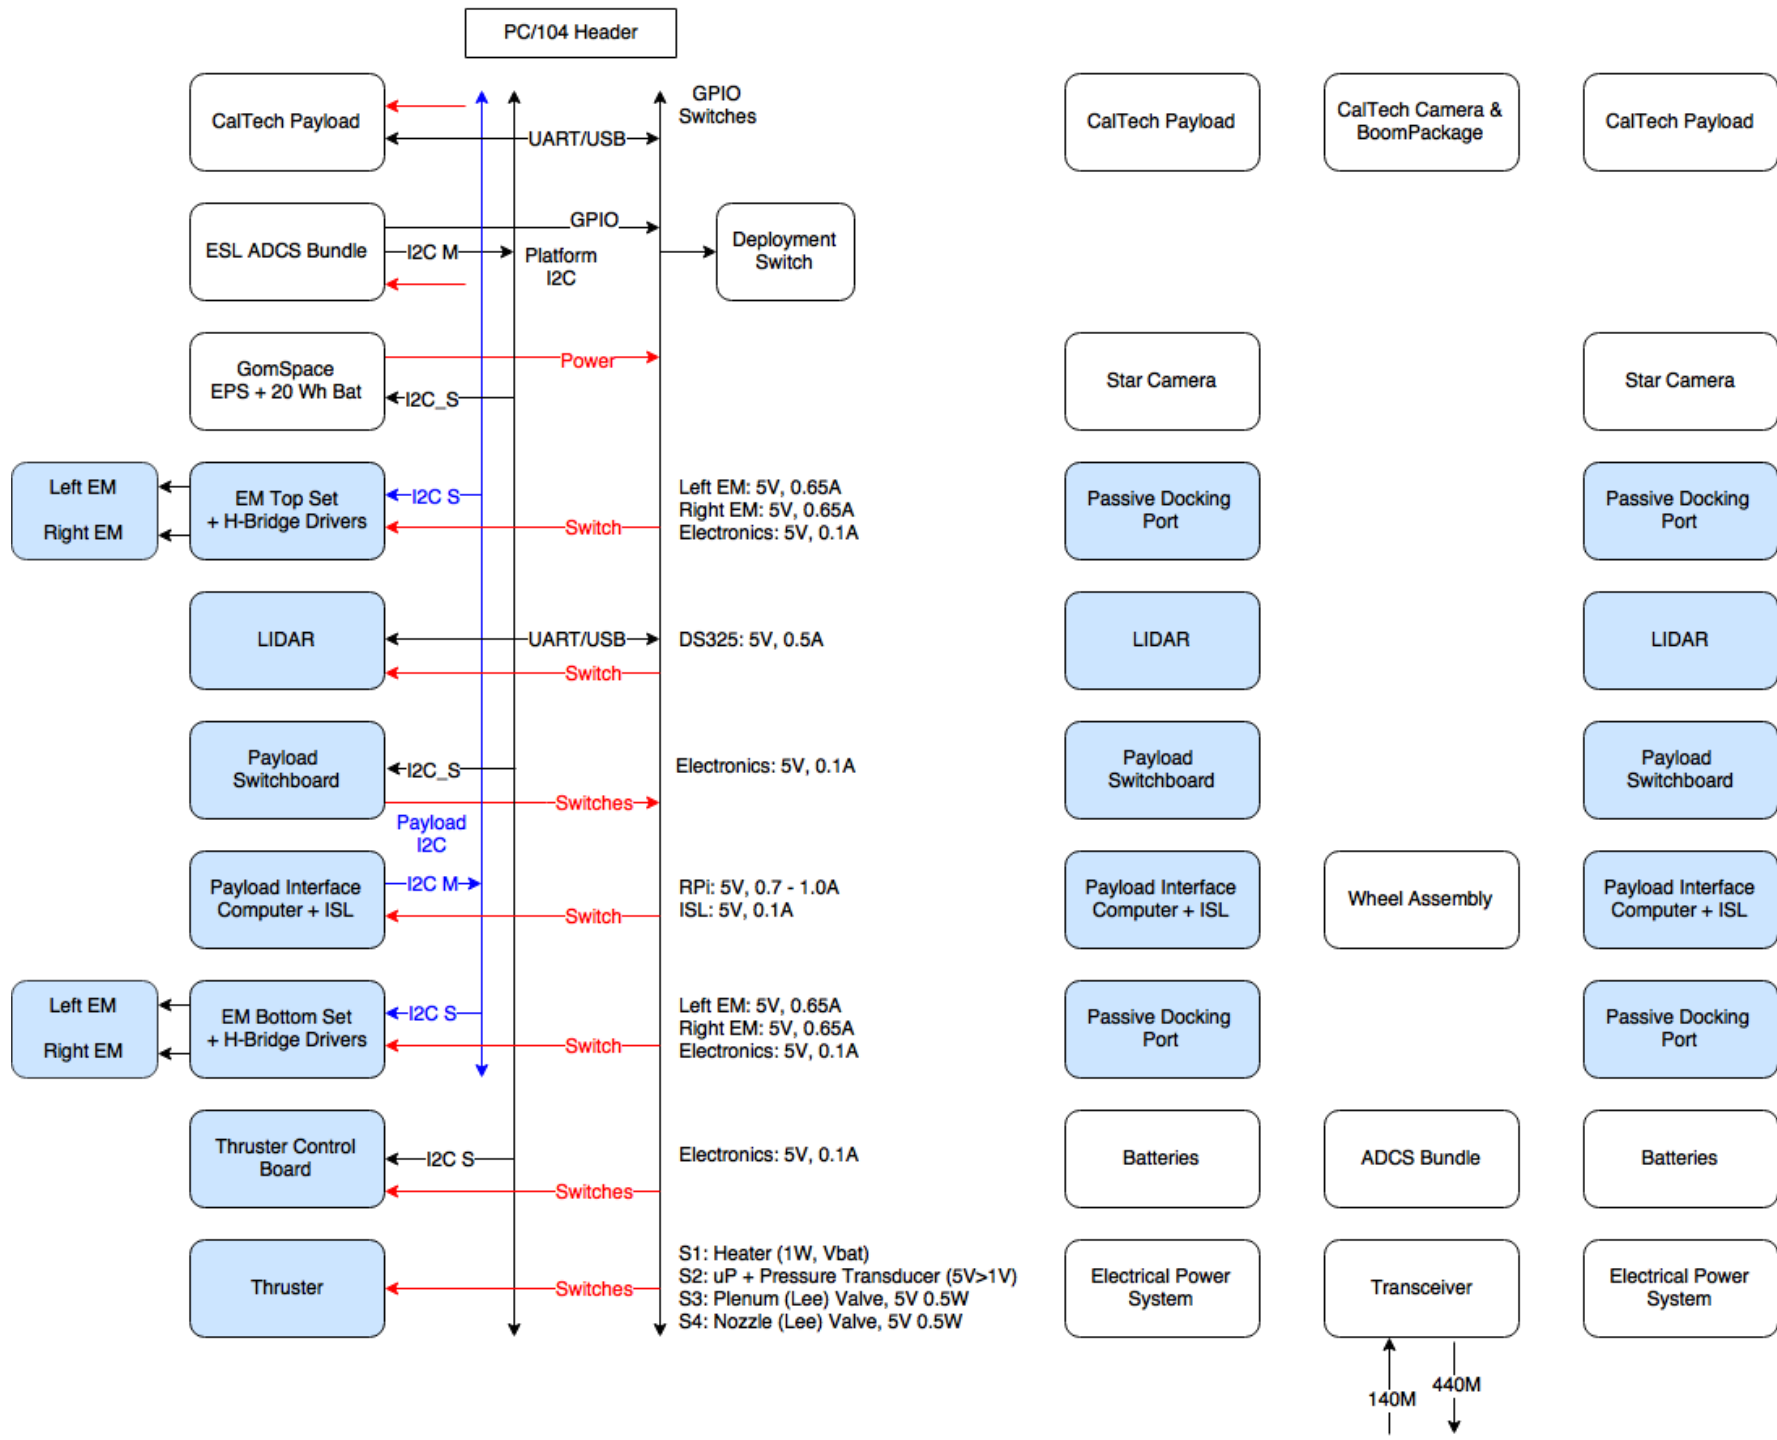 PC/104 Header
GPIO
Switches
CalTech Payload
UART/USB
CalTech Payload
CalTech Camera &
BoomPackage
CalTech Payload
GPIO
ESL ADCS Bundle
I2C M
Platform
I2C
Deployment
Switch
GomSpace
EPS + 20 Wh Bat
Power
I2C_S
Star Camera
Star Camera
Left EM
Right EM
EM Top Set
+ H-Bridge Drivers
I2C S
Switch
Left EM: 5V, 0.65A
Right EM: 5V, 0.65A
Electronics: 5V, 0.1A
Passive Docking
Port
Passive Docking
Port
LIDAR
UART/USB
Switch
DS325: 5V, 0.5A
LIDAR
LIDAR
Payload
Switchboard
I2C_S
Switches
Electronics: 5V, 0.1A
Payload
Switchboard
Payload
Switchboard
Payload
I2C
Payload Interface
Computer + ISL
I2C M
Switch
RPi: 5V, 0.7 - 1.0A
ISL: 5V, 0.1A
Payload Interface
Computer + ISL
Wheel Assembly
Payload Interface
Computer + ISL
Left EM
Right EM
EM Bottom Set
+ H-Bridge Drivers
I2C S
Switch
Left EM: 5V, 0.65A
Right EM: 5V, 0.65A
Electronics: 5V, 0.1A
Passive Docking
Port
Passive Docking
Port
Thruster Control
Board
I2C S
Switches
Electronics: 5V, 0.1A
Batteries
ADCS Bundle
Batteries
Thruster
Switches
S1: Heater (1W, Vbat)
S2: uP + Pressure Transducer (5V>1V)
S3: Plenum (Lee) Valve, 5V 0.5W
S4: Nozzle (Lee) Valve, 5V 0.5W
Electrical Power
System
Transceiver
Electrical Power
System
140M
440M